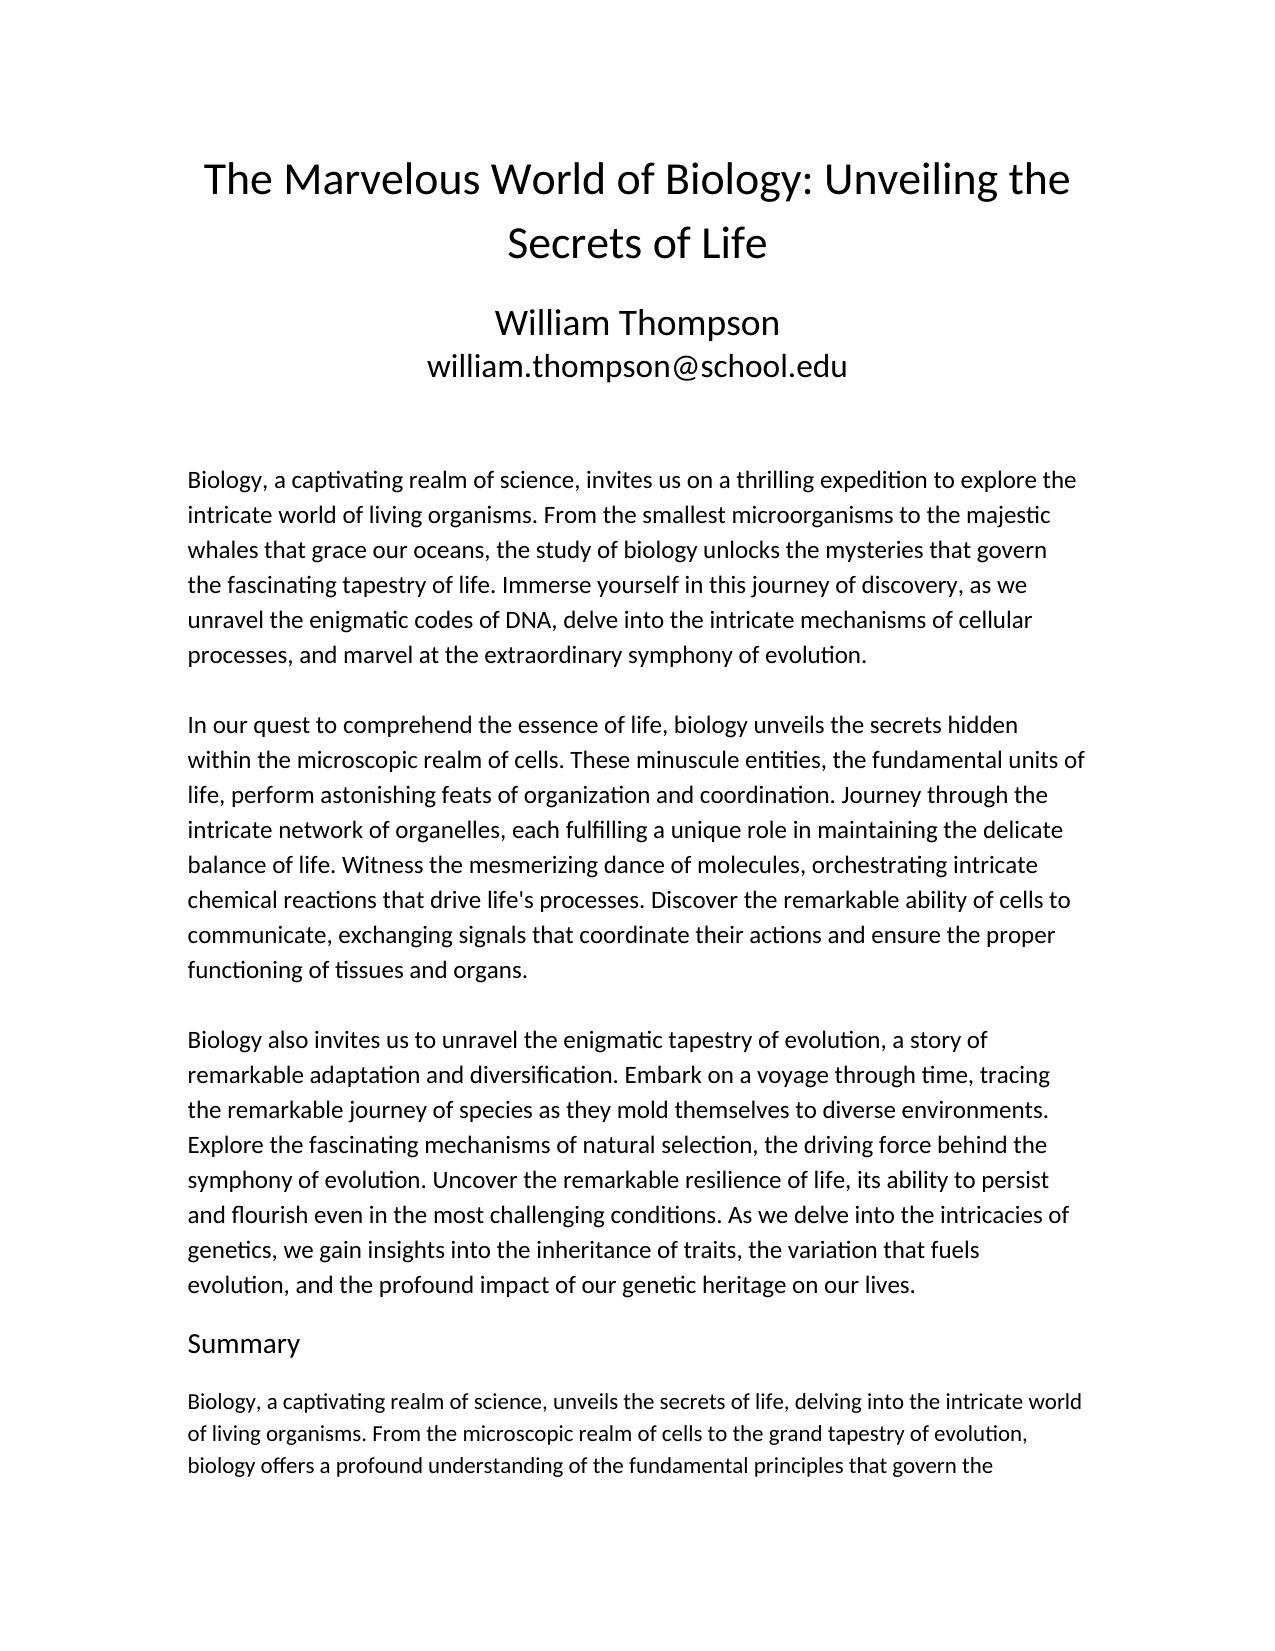 The Marvelous World of Biology: Unveiling the
Secrets of Life
William Thompson
william.thompson@school.edu
Biology, a captivating realm of science, invites us on a thrilling expedition to explore the
intricate world of living organisms. From the smallest microorganisms to the majestic
whales that grace our oceans, the study of biology unlocks the mysteries that govern
the fascinating tapestry of life. Immerse yourself in this journey of discovery, as we
unravel the enigmatic codes of DNA, delve into the intricate mechanisms of cellular
processes, and marvel at the extraordinary symphony of evolution.
In our quest to comprehend the essence of life, biology unveils the secrets hidden
within the microscopic realm of cells. These minuscule entities, the fundamental units of
life, perform astonishing feats of organization and coordination. Journey through the
intricate network of organelles, each fulfilling a unique role in maintaining the delicate
balance of life. Witness the mesmerizing dance of molecules, orchestrating intricate
chemical reactions that drive life's processes. Discover the remarkable ability of cells to
communicate, exchanging signals that coordinate their actions and ensure the proper
functioning of tissues and organs.
Biology also invites us to unravel the enigmatic tapestry of evolution, a story of
remarkable adaptation and diversification. Embark on a voyage through time, tracing
the remarkable journey of species as they mold themselves to diverse environments.
Explore the fascinating mechanisms of natural selection, the driving force behind the
symphony of evolution. Uncover the remarkable resilience of life, its ability to persist
and flourish even in the most challenging conditions. As we delve into the intricacies of
genetics, we gain insights into the inheritance of traits, the variation that fuels
evolution, and the profound impact of our genetic heritage on our lives.
Summary
Biology, a captivating realm of science, unveils the secrets of life, delving into the intricate world
of living organisms. From the microscopic realm of cells to the grand tapestry of evolution,
biology offers a profound understanding of the fundamental principles that govern the